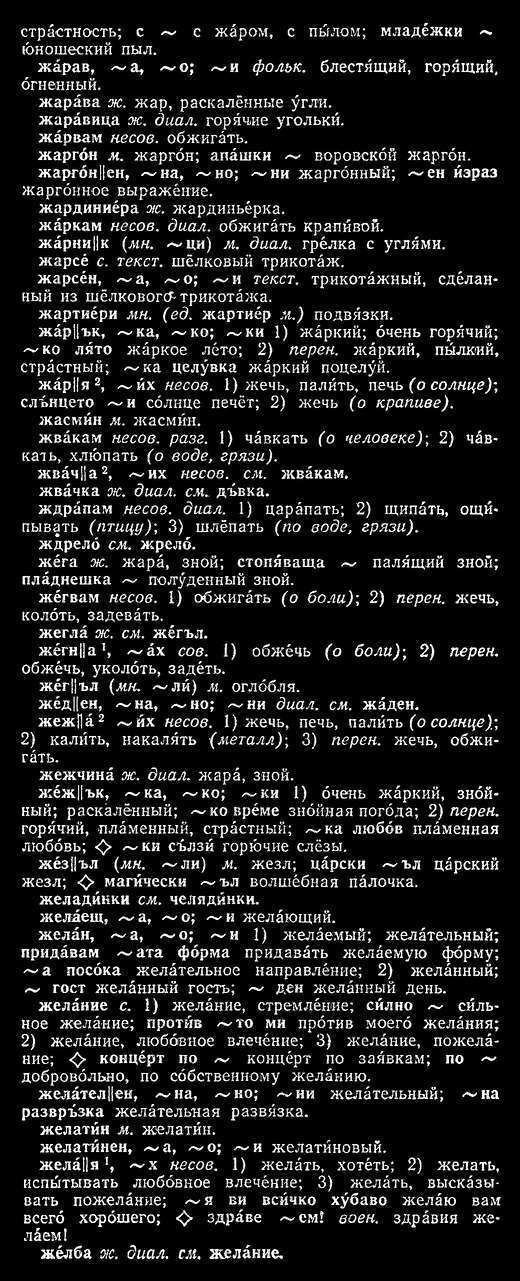 стра́стность; с ~ с жа́ром, с пы́лом; младе́жки ~
ю́ношеский пыл.
жа́рав, ~а, ~о; ~и фольк. блестя́щий, горя́щий,
о́гненный.
жара́ва ж. жар, раскалённые у́гли.
жара́вица ж. диал. горя́чие угольки́.
жа́рвам несов. обжига́ть.
жарго́н м. жарго́н; апа́шки ~ воровско́й жарго́н.
жарго́н||ен, ~на, ~но; ~ни жарго́нный; ~ен и́зраз
жарго́нное выраже́ние.
жардиние́ра ж. жардинье́рка.
жа́ркам несов. диал. обжига́ть крапи́вой.
жа́рни||к (мн. ~ци) м. диал. гре́лка с угля́ми.
жарсе́ с. текст. шёлковый трикота́ж.
жарсе́н, ~а, ~о; ~и текст. трикота́жный, сде́лан-
ный из шёлкового трикота́жа.
жартие́ри мн. (ед. жартие́р м.) подвя́зки.
жа́р||ък, ~ка, ~ко; ~ки 1) жа́ркий; о́чень горя́чий;
~ко ля́то жа́ркое ле́то; 2) перен. жа́ркий, пы́лкий,
стра́стный; ~ка целу́вка жа́ркий поцелу́й.
жа́р||я², ~и́х несов. 1) жечь, пали́ть, печь (о солнце);
слъ́нцето ~и со́лнце печёт; 2) жечь (о крапиве).
жасми́н м. жасми́н.
жва́кам несов. разг. 1) ча́вкать (о человеке); 2) ча́в-
кать, хлю́пать (о воде, грязи).
жва́ч||а², ~их несов. см. жва́кам.
жва́чка ж. диал. см. дъ́вка.
ждра́пам несов. диал. 1) цара́пать; 2) щипа́ть, ощи́-
пывать (птицу); 3) шлёпать (по воде, грязи).
ждрело́ см. жрело́.
же́га ж. жара́, зной; стопя́ваща ~ паля́щий зной;
пла́днешка ~ полу́денный зной.
же́гвам несов. 1) обжига́ть (о боли); 2) перен. жечь,
коло́ть, задева́ть.
жегла́ ж. см. же́гъл.
же́гн||а¹, ~а́х сов. 1) обже́чь (о боли); 2) перен.
обже́чь, уколо́ть, заде́ть.
же́г||ъл (мн. ~ли́) м. огло́бля.
же́д||ен, ~на, ~но; ~ни диал. см. жа́ден.
жеж||а́² ~и́х несов. 1) жечь, печь, пали́ть (о солнце);
2) кали́ть, накаля́ть (металл); 3) перен. жечь, обжи-
га́ть.
жежчина́ ж. диал. жара́, зной.
же́ж||ък, ~ка, ~ко; ~ки 1) о́чень жа́ркий, зно́й-
ный; раскалённый; ~ко вре́ме зно́йная пого́да; 2) перен.
горя́чий, пла́менный, стра́стный; ~ка любо́в пла́менная
любо́вь; ◇ ~ки сълзи́ горю́чие слёзы.
же́з||ъл (мн. ~ли) м. жезл; ца́рски ~ъл ца́рский
жезл; ◇ маги́чески ~ъл волше́бная па́лочка.
желади́нки см. челяди́нки.
жела́ещ, ~а, ~о; ~и жела́ющий.
жела́н, ~а, ~о; ~и 1) жела́емый; жела́тельный;
прида́вам ~ата фо́рма придава́ть жела́емую фо́рму;
~а посо́ка жела́тельное направле́ние; 2) жела́нный;
~ гост жела́нный гость; ~ ден жела́нный день.
жела́ние с. 1) жела́ние, стремле́ние; си́лно ~ си́ль-
ное жела́ние; проти́в ~то ми про́тив моего́ жела́ния;
2) жела́ние, любо́вное влече́ние; 3) жела́ние, пожела́-
ние; ◇ конце́рт по ~ конце́рт по зая́вкам; по ~
доброво́льно, по со́бственному жела́нию.
жела́тел||ен, ~на, ~но; ~ни жела́тельный; ~на
развръ́зка жела́тельная развя́зка.
желати́н м. желати́н.
желати́нен, ~а, ~о; ~и желати́новый.
жела́||я¹, ~х несов. 1) жела́ть, хоте́ть; 2) желать,
испы́тывать любо́вное влече́ние; 3) жела́ть, выска́зы-
вать пожела́ние; ~я ви вси́чко ху́баво жела́ю вам
всего́ хоро́шего; ◇ здра́ве ~ем! воен. здра́вия же-
ла́ем!
же́лба ж. диал. см. жела́ние.